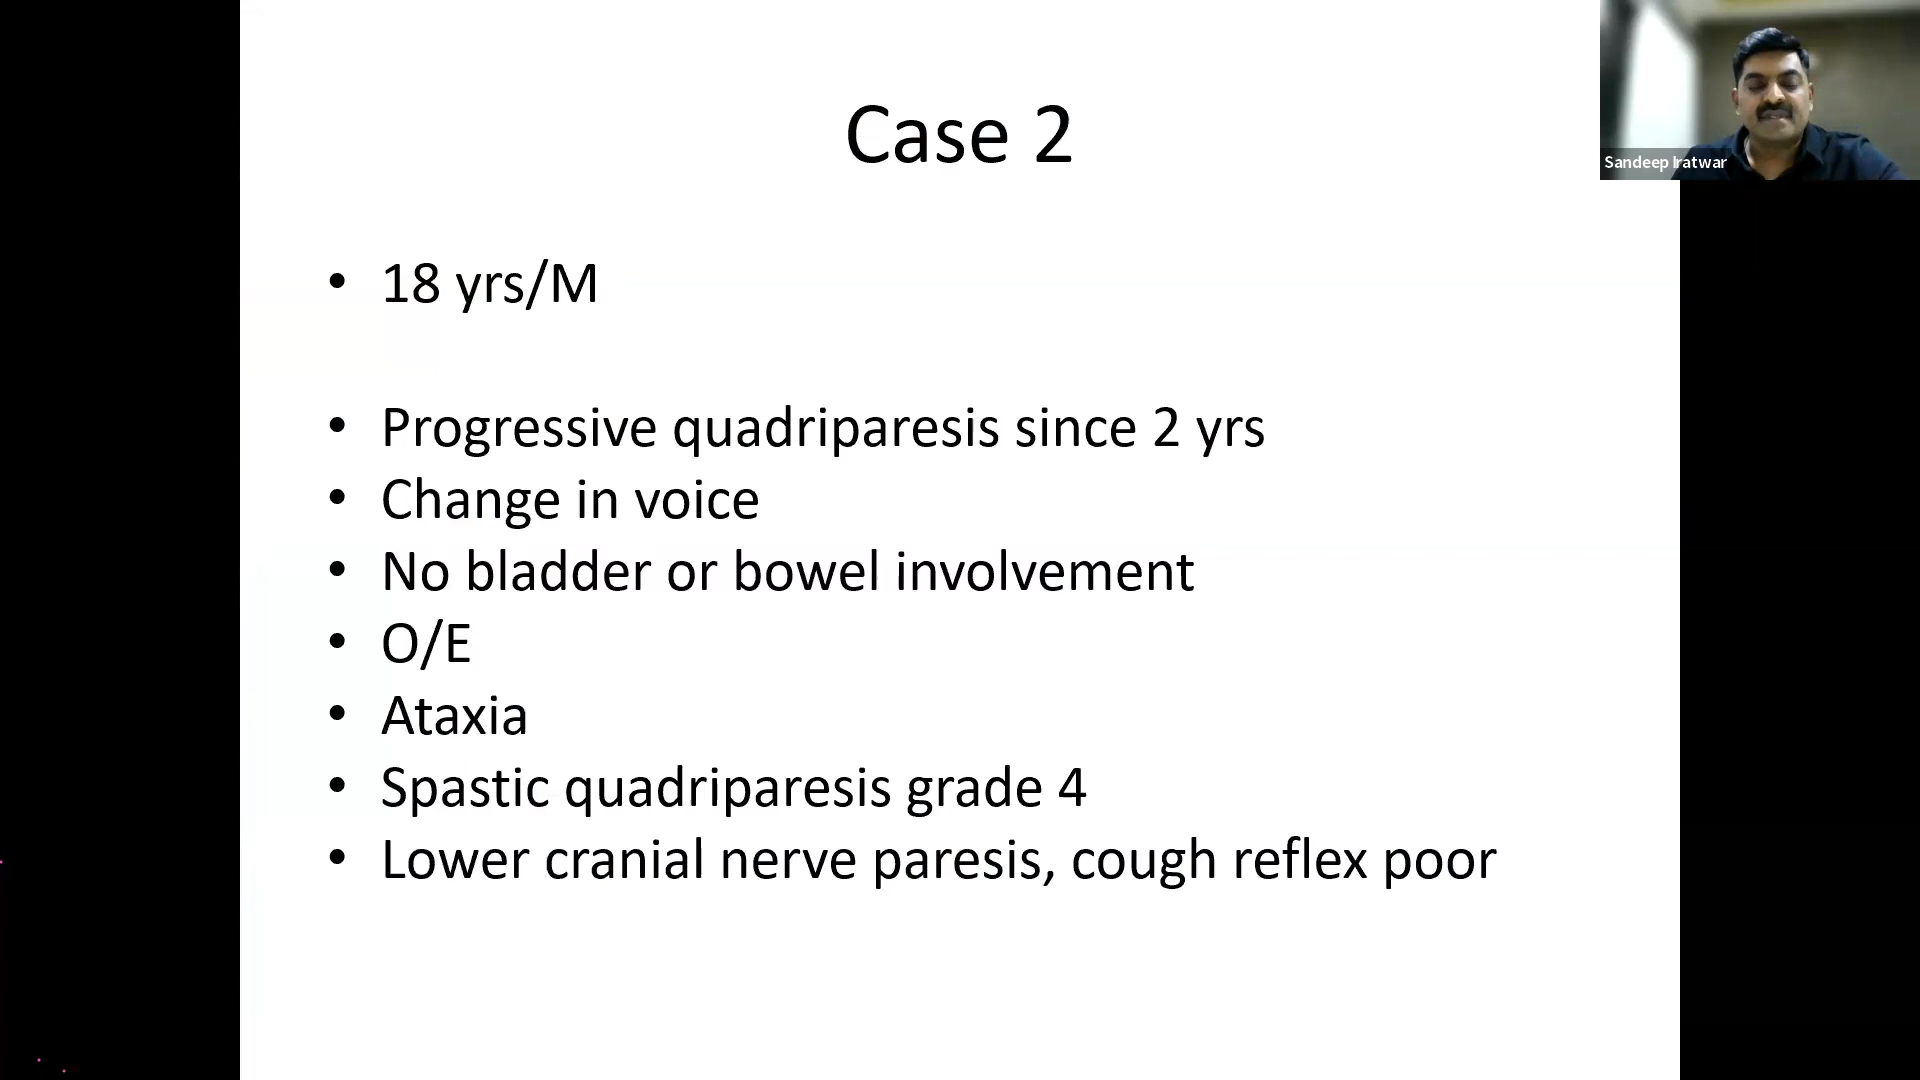 Case 2
Sandeep Iratwar
• 18 yrs/M
• Progressive quadriparesis since 2 yrs
• Change in voice
• No bladder or bowel involvement
• O/E
• Ataxia
• Spastic quadriparesis grade 4
• Lower cranial nerve paresis, cough reflex poor